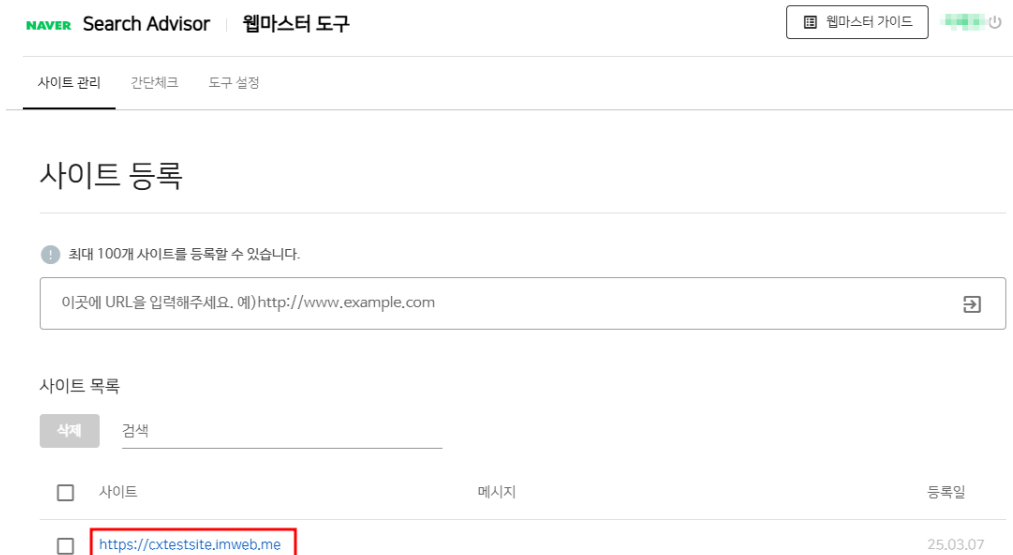 NAVER Search Advisor 웹마스터 도구 웹마스터 가이드
사이트 관리 간단체크 도구 설정
사이트 등록
! 최대 100개 사이트를 등록할 수 있습니다.
이곳에 URL을 입력해주세요. 예)http://www.example.com
사이트 목록
삭제 검색
사이트 메시지 등록일
https://cxtestsite.imweb.me 25.03.07